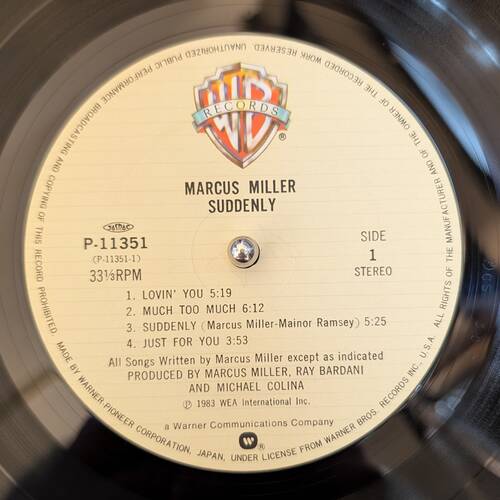 WB
RECORDS
®
MARCUS MILLER
SUDDENLY
JASRAC
P-11351
(P-11351-1)
33⅓RPM
SIDE
1
STEREO
1. LOVIN' YOU 5:19
2. MUCH TOO MUCH 6:12
3. SUDDENLY (Marcus Miller-Mainor Ramsey) 5:25
4. JUST FOR YOU 3:53
All Songs Written by Marcus Miller except as indicated
PRODUCED BY MARCUS MILLER, RAY BARDANI
AND MICHAEL COLINA
℗ 1983 WEA International Inc.
a Warner Communications Company
MADE BY WARNER-PIONEER CORPORATION, JAPAN, UNDER LICENSE FROM WARNER BROS. RECORDS INC., U.S.A. ALL RIGHTS OF THE MANUFACTURER AND OF THE OWNER OF THE RECORDED WORK RESERVED. UNAUTHORIZED PUBLIC PERFORMANCE BROADCASTING AND COPYING OF THIS RECORD PROHIBITED.